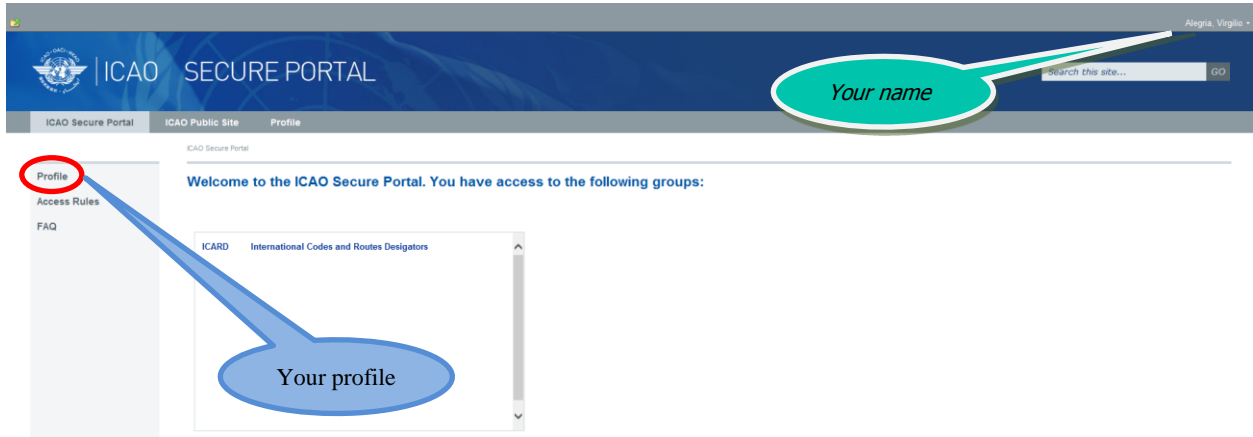 Alegria, Virgilio
ICAO SECURE PORTAL
Search this site... GO
Your name
ICAO Secure Portal ICAO Public Site Profile
ICAO Secure Portal
Profile
Access Rules
FAQ
Welcome to the ICAO Secure Portal. You have access to the following groups:
ICARD International Codes and Routes Desigators
Your profile